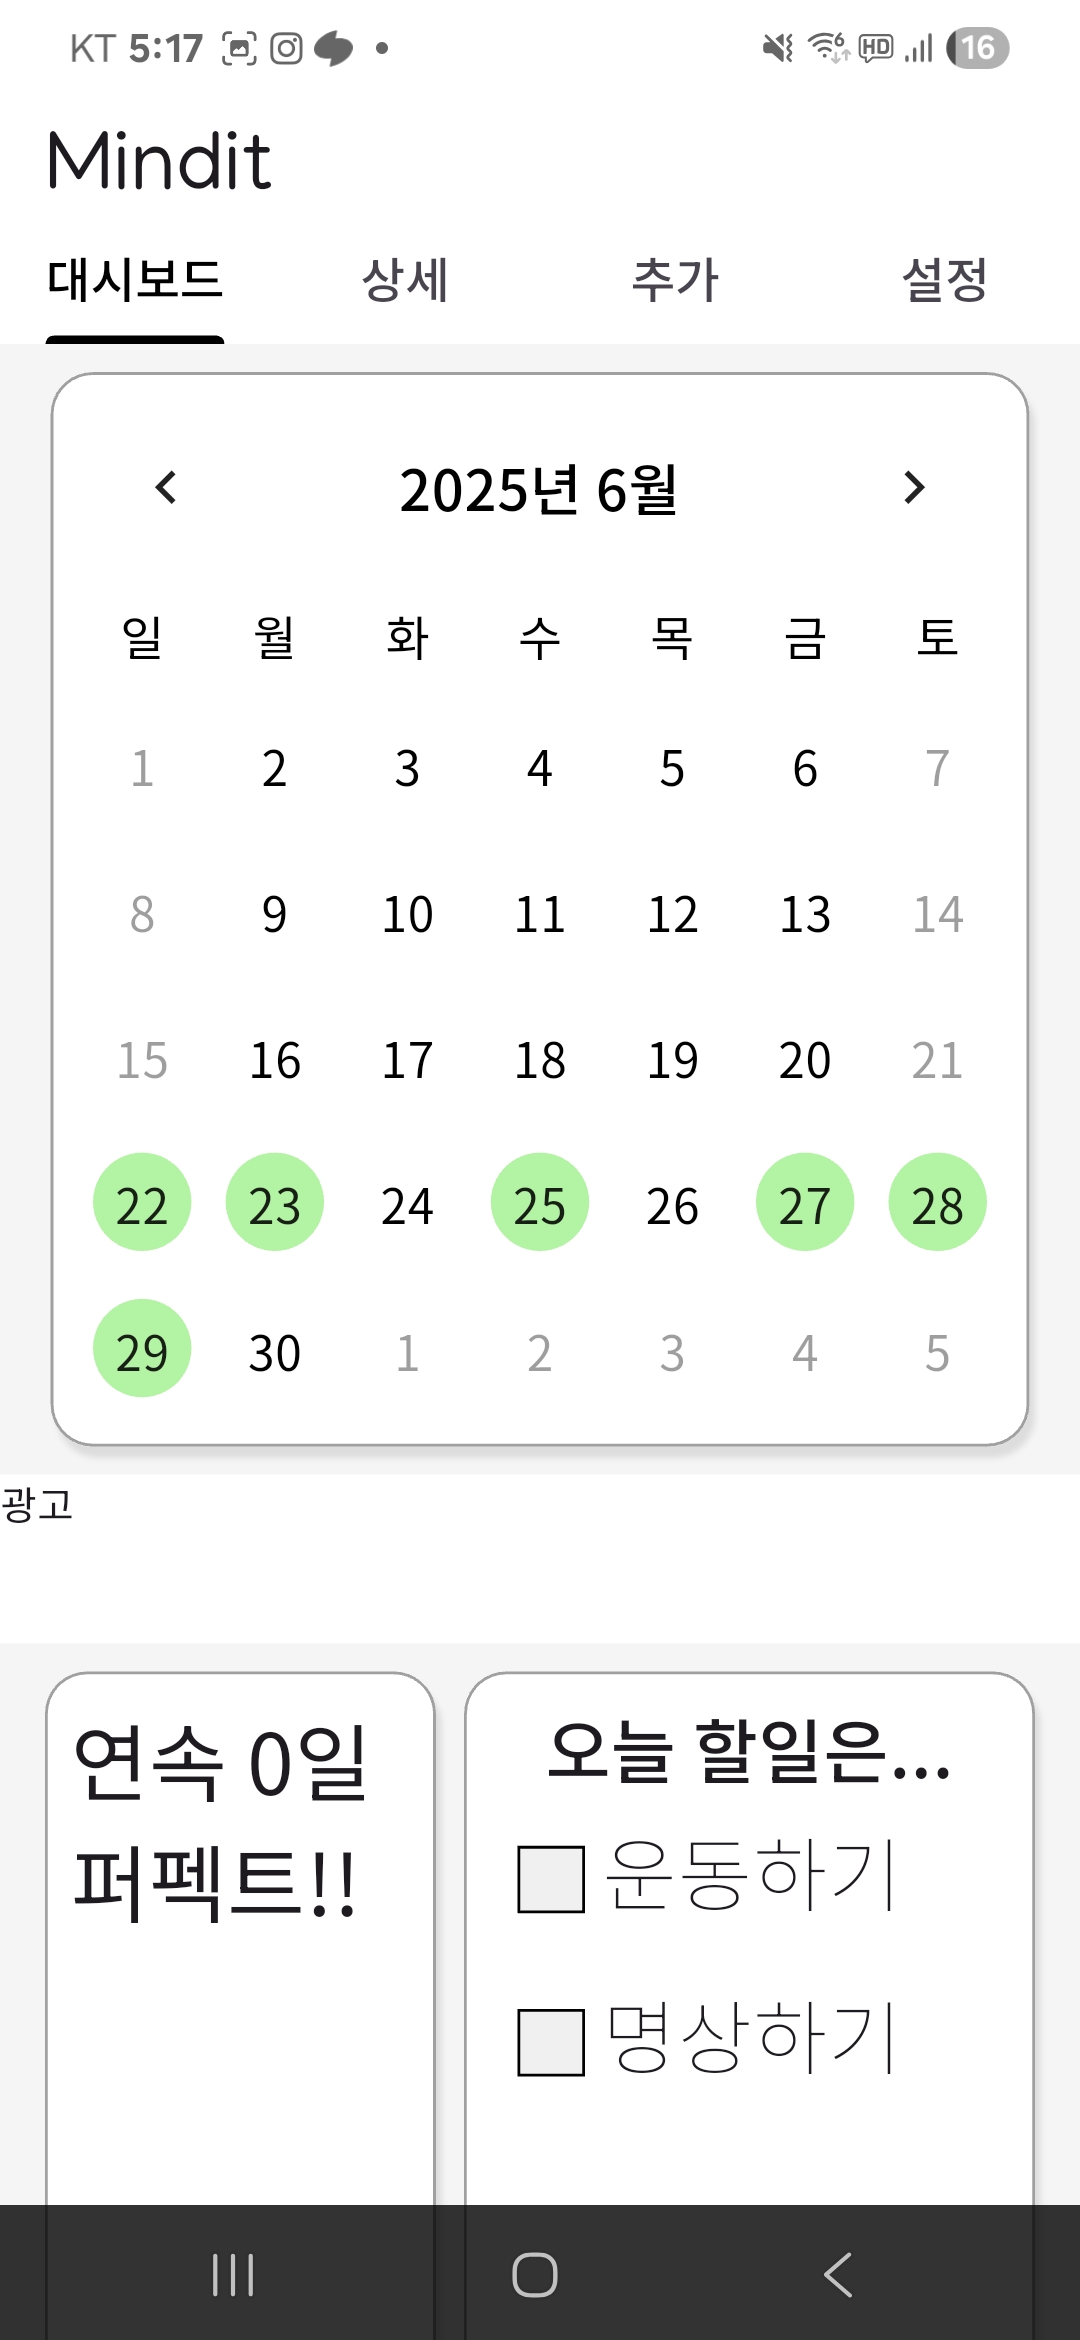 KT 5:17 HD 16
Mindit
대시보드 상세 추가 설정
2025년 6월
일 월 화 수 목 금 토
1 2 3 4 5 6 7
8 9 10 11 12 13 14
15 16 17 18 19 20 21
22 23 24 25 26 27 28
29 30 1 2 3 4 5
광고
연속 0일
퍼펙트!!
오늘 할일은...
운동하기
명상하기